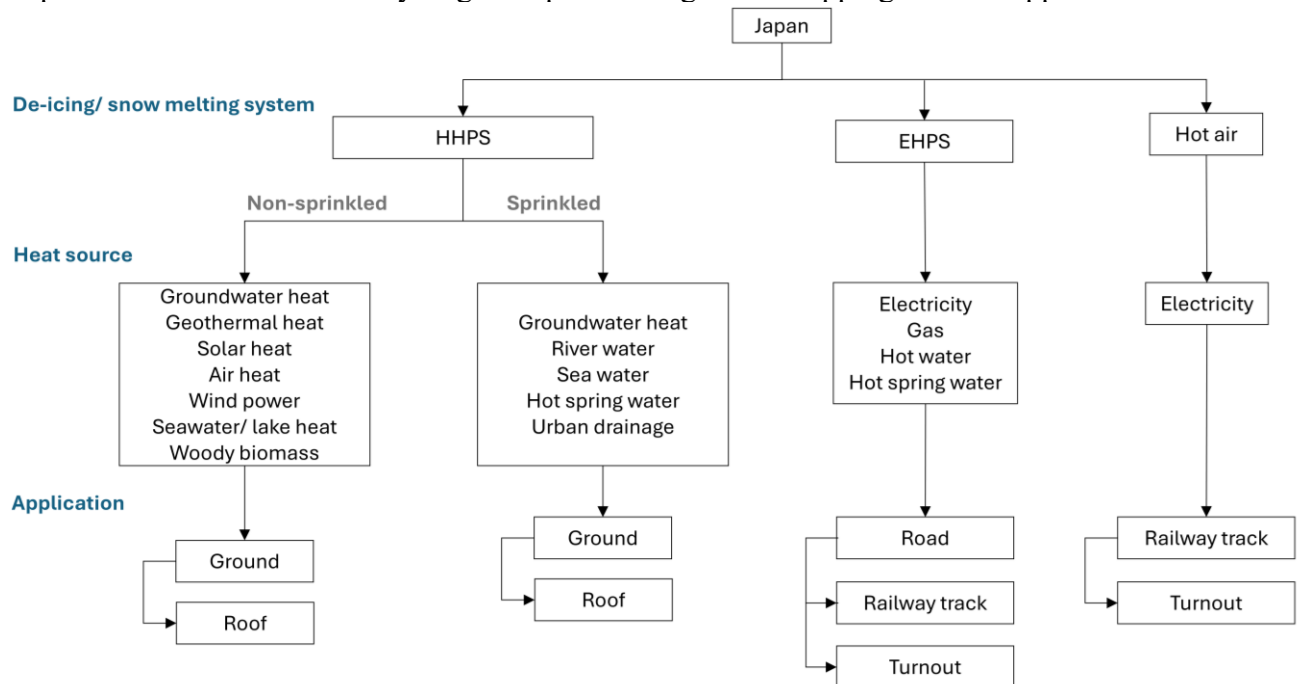 Japan
De-icing/ snow melting system
HHPS
EHPS
Hot air
Non-sprinkled
Sprinkled
Heat source
Groundwater heat
Geothermal heat
Solar heat
Air heat
Wind power
Seawater/ lake heat
Woody biomass
Groundwater heat
River water
Sea water
Hot spring water
Urban drainage
Electricity
Gas
Hot water
Hot spring water
Electricity
Application
Ground
Roof
Ground
Roof
Road
Railway track
Turnout
Railway track
Turnout